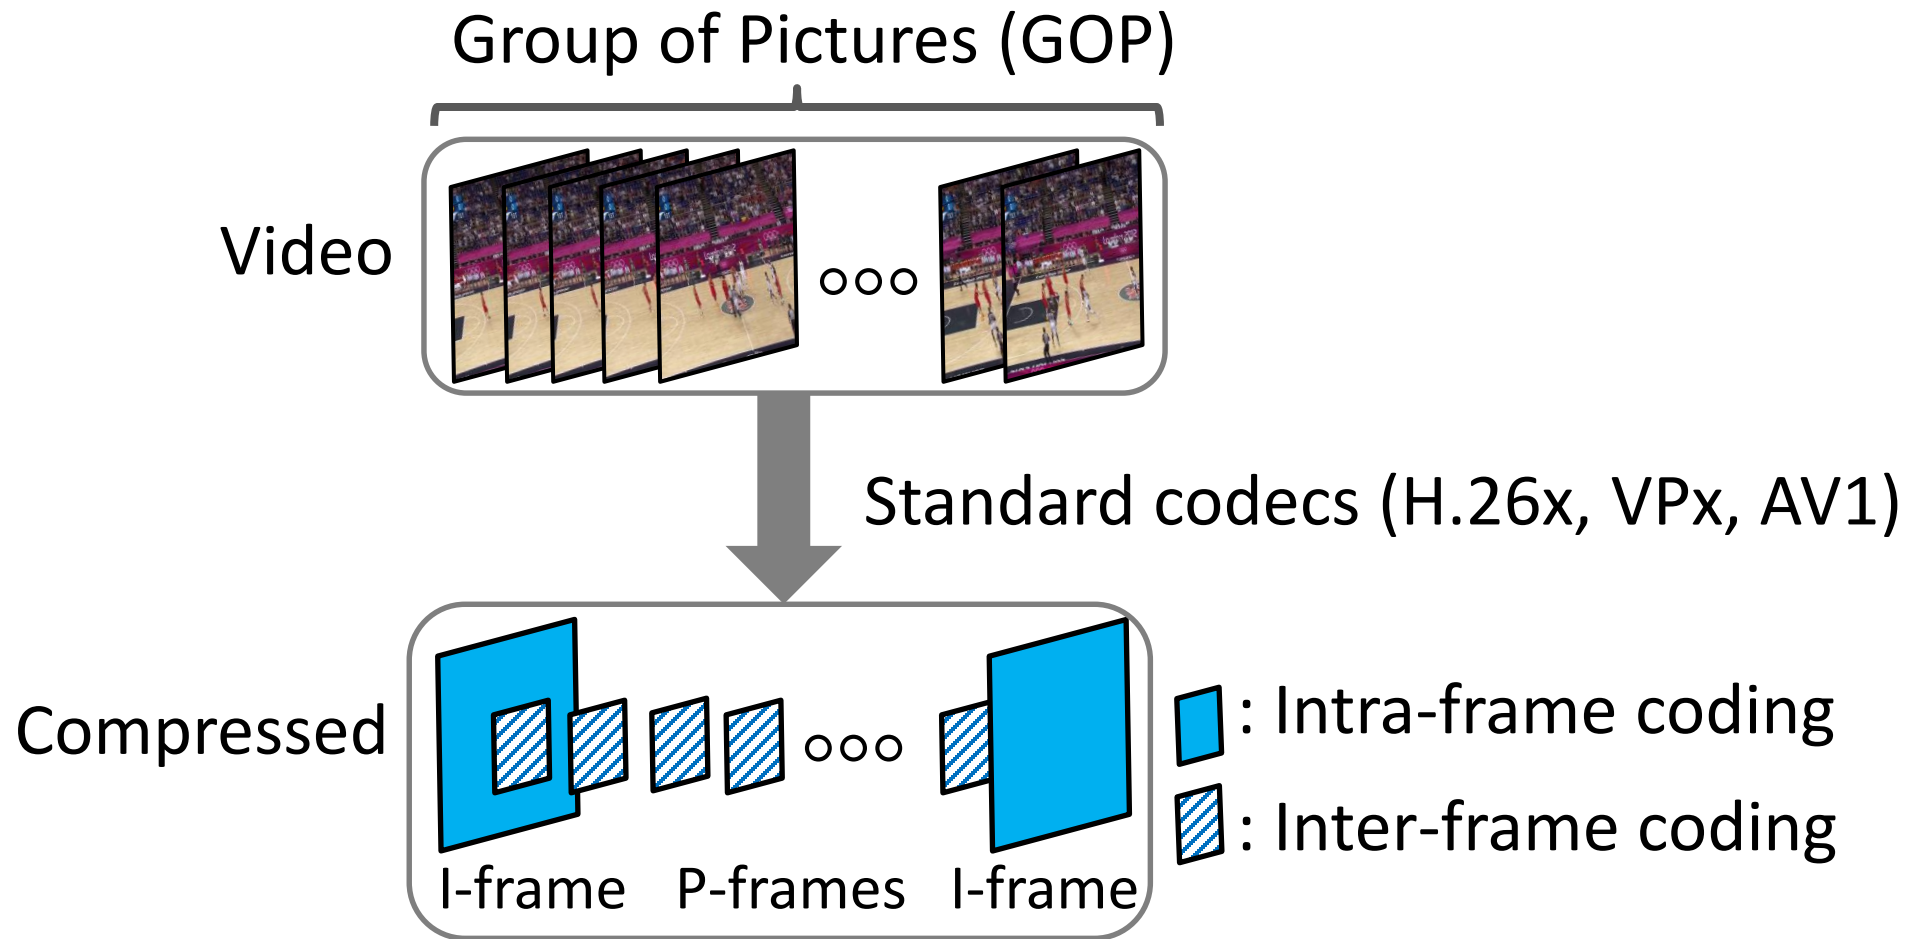 Group of Pictures (GOP)
Video
Standard codecs (H.26x, VPx, AV1)
Compressed
: Intra-frame coding
: Inter-frame coding
I-frame
P-frames
I-frame